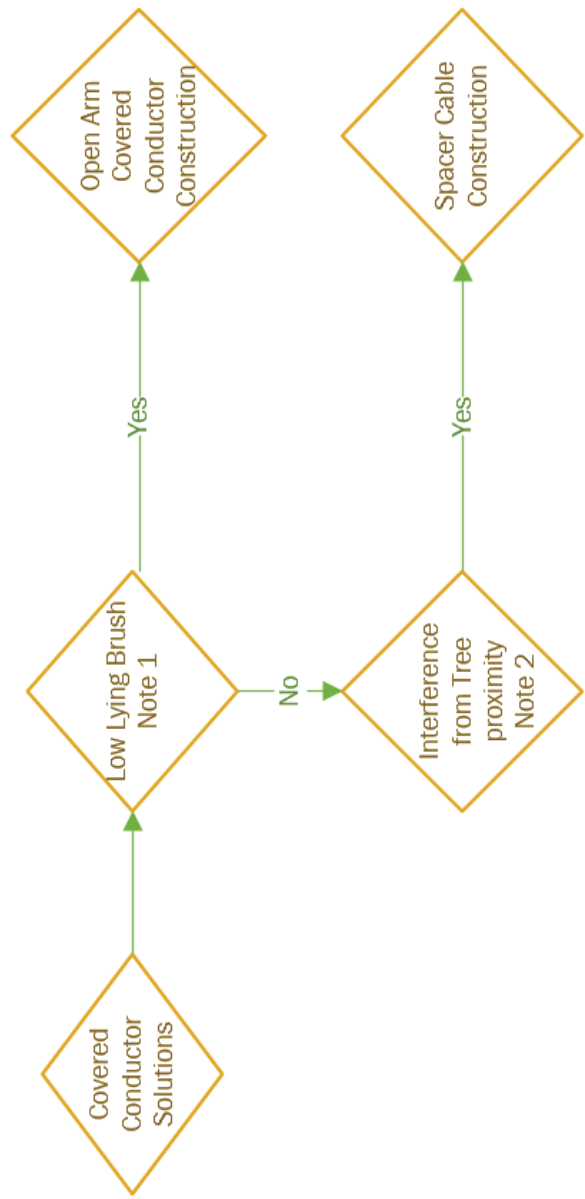 Covered
Conductor
Solutions
Low Lying Brush
Note 1
Yes
Open Arm
Covered
Conductor
Construction
No
Interference
from Tree
proximity
Note 2
Yes
Spacer Cable
Construction